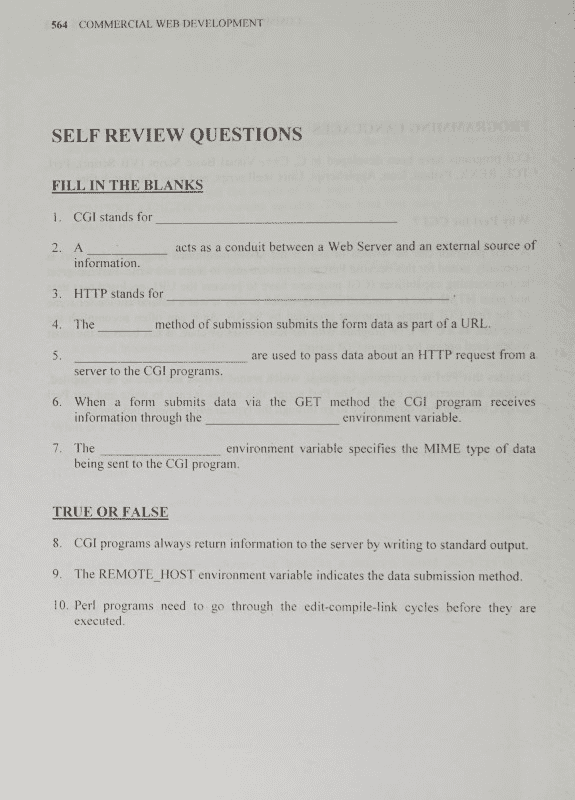 564 COMMERCIAL WEB DEVELOPMENT
SELF REVIEW QUESTIONS
FILL IN THE BLANKS
1. CGI stands for ____________________
2. A __________ acts as a conduit between a Web Server and an external source of
information.
3. HTTP stands for ____________________.
4. The _______ method of submission submits the form data as part of a URL.
5. ____________________ are used to pass data about an HTTP request from a
server to the CGI programs.
6. When a form submits data via the GET method the CGI program receives
information through the ________________ environment variable.
7. The ______________ environment variable specifies the MIME type of data
being sent to the CGI program.
TRUE OR FALSE
8. CGI programs always return information to the server by writing to standard output.
9. The REMOTE_HOST environment variable indicates the data submission method.
10. Perl programs need to go through the edit-compile-link cycles before they are
executed.